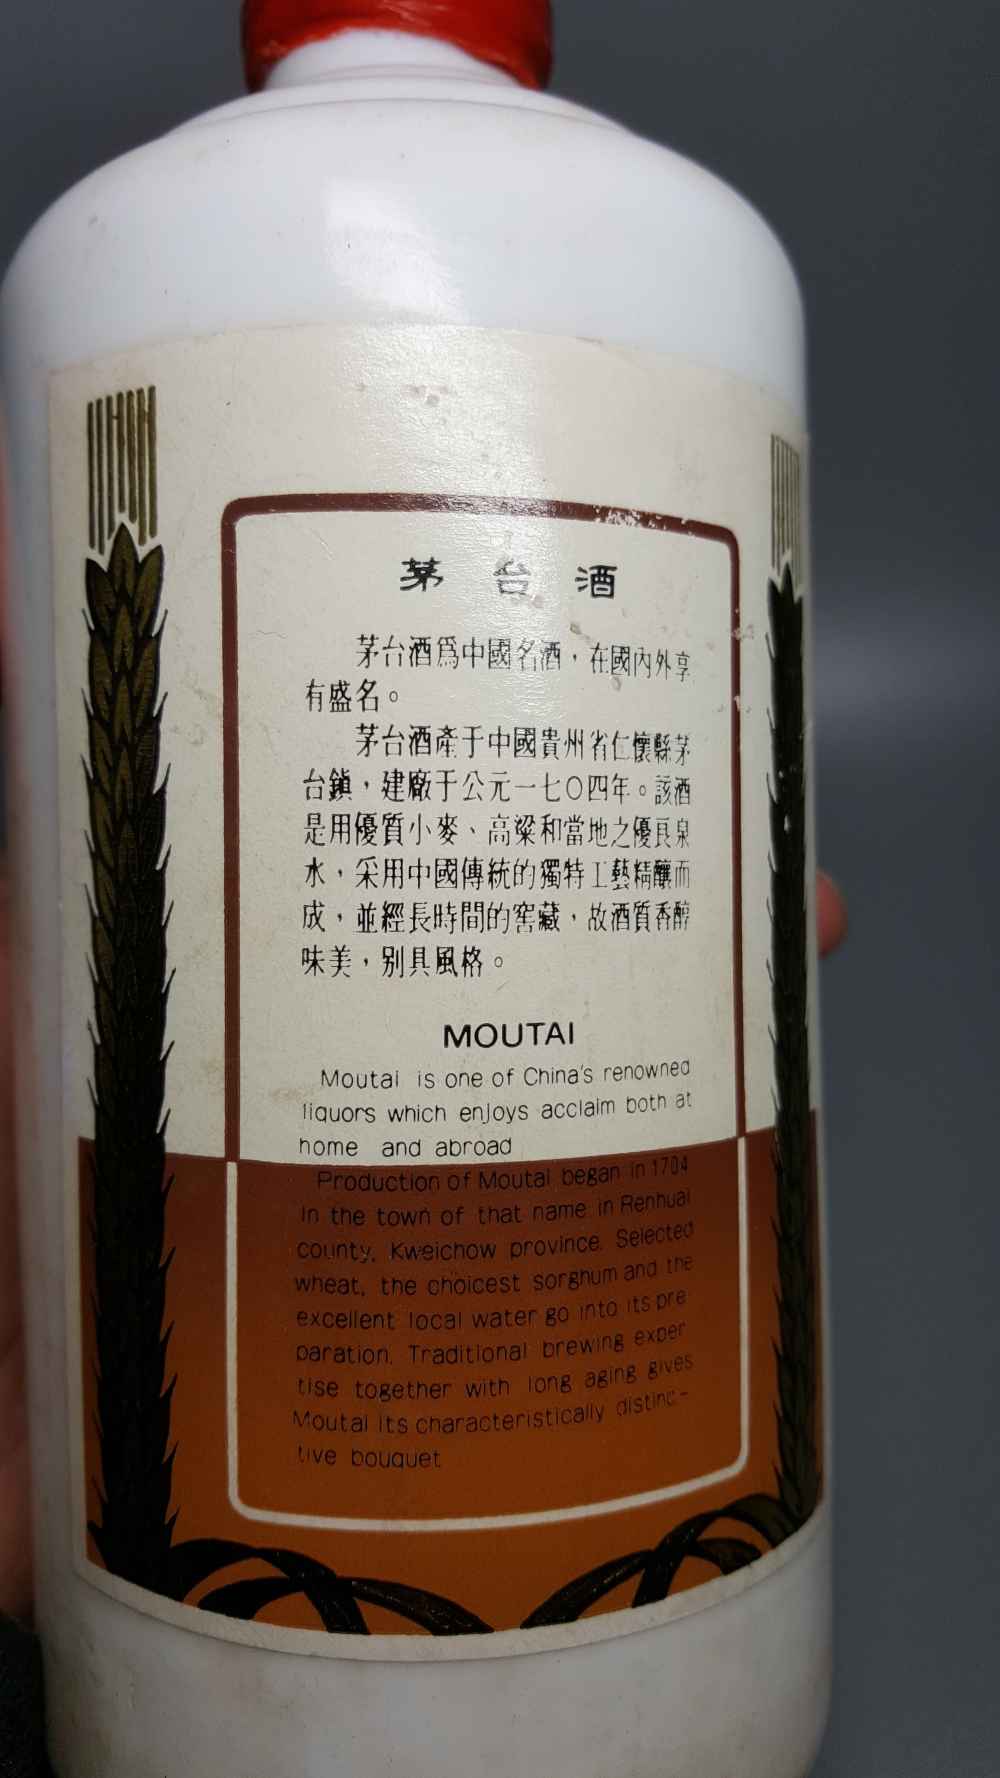 茅台酒
茅台酒爲中國名酒，在國內外享
有盛名。
茅台酒產于中國貴州省仁懷縣茅
台鎮，建廠于公元一七〇四年。該酒
是用優質小麥、高粱和當地之優良泉
水，采用中國傳統的獨特工藝精釀而
成，並經長時間的窖藏，故酒質香醇
味美，别具風格。
MOUTAI
Moutai is one of China's renowned
liquors which enjoys acclaim both at
home and abroad
Production of Moutai began in 1704
in the town of that name in Renhuai
county, Kweichow province. Selected
wheat, the choicest sorghum and the
excellent local water go into its pre
paration. Traditional brewing exper
tise together with long aging gives
Moutai its characteristically distinc-
tive bouquet